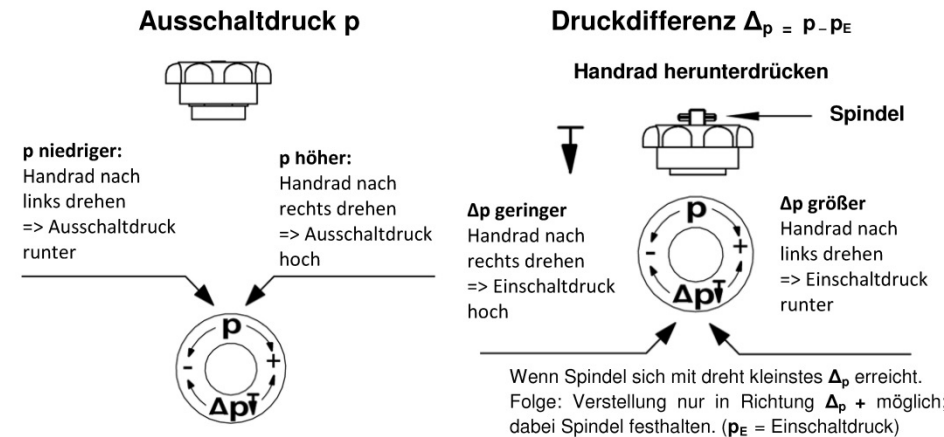 Ausschaltdruck p
p niedriger:
Handrad nach
links drehen
=> Ausschaltdruck
runter
p höher:
Handrad nach
rechts drehen
=> Ausschaltdruck
hoch
p
- +
Δp
Druckdifferenz Δp = p - pE
Handrad herunterdrücken
Spindel
Δp geringer
Handrad nach
rechts drehen
=> Einschaltdruck
hoch
p
- +
Δp
Δp größer
Handrad nach
links drehen
=> Einschaltdruck
runter
Wenn Spindel sich mit dreht kleinstes Δp erreicht.
Folge: Verstellung nur in Richtung Δp + möglich;
dabei Spindel festhalten. (pE = Einschaltdruck)